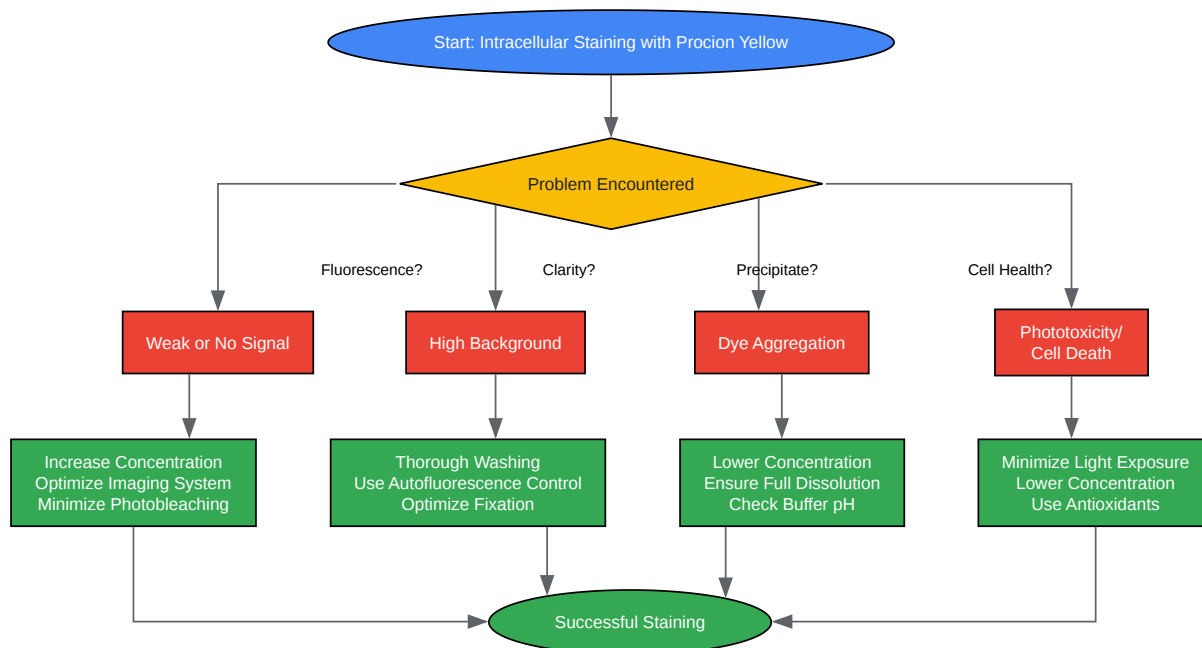 Start: Intracellular Staining with Procion Yellow
Problem Encountered
Fluorescence?
Clarity?
Precipitate?
Cell Health?
Weak or No Signal
High Background
Dye Aggregation
Phototoxicity/
Cell Death
Increase Concentration
Optimize Imaging System
Minimize Photobleaching
Thorough Washing
Use Autofluorescence Control
Optimize Fixation
Lower Concentration
Ensure Full Dissolution
Check Buffer pH
Minimize Light Exposure
Lower Concentration
Use Antioxidants
Successful Staining